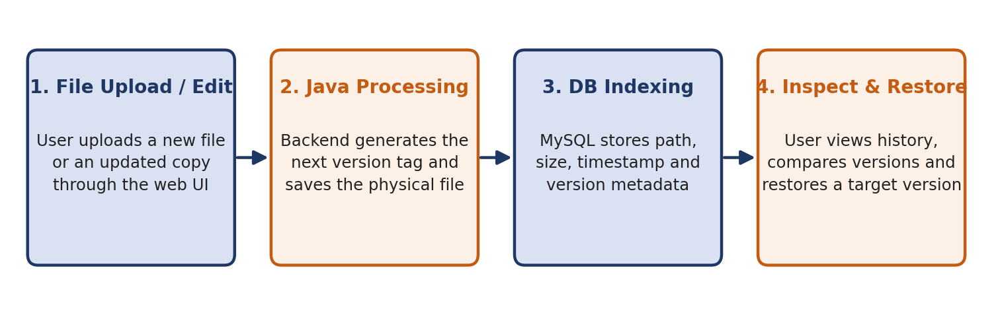 1. File Upload / Edit
User uploads a new file
or an updated copy
through the web UI
2. Java Processing
Backend generates the
next version tag and
saves the physical file
3. DB Indexing
MySQL stores path,
size, timestamp and
version metadata
4. Inspect & Restore
User views history,
compares versions and
restores a target version